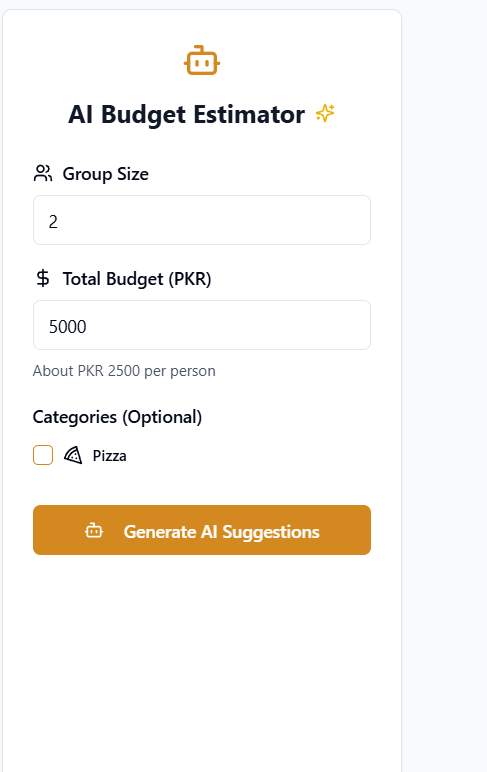 AI Budget Estimator
Group Size
2
Total Budget (PKR)
5000
About PKR 2500 per person
Categories (Optional)
Pizza
Generate AI Suggestions